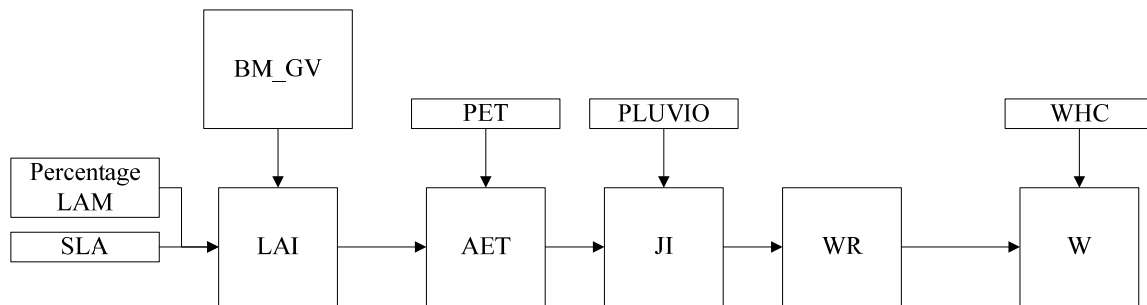 BM_GV
PET
PLUVIO
WHC
Percentage
LAM
SLA
LAI
AET
JI
WR
W